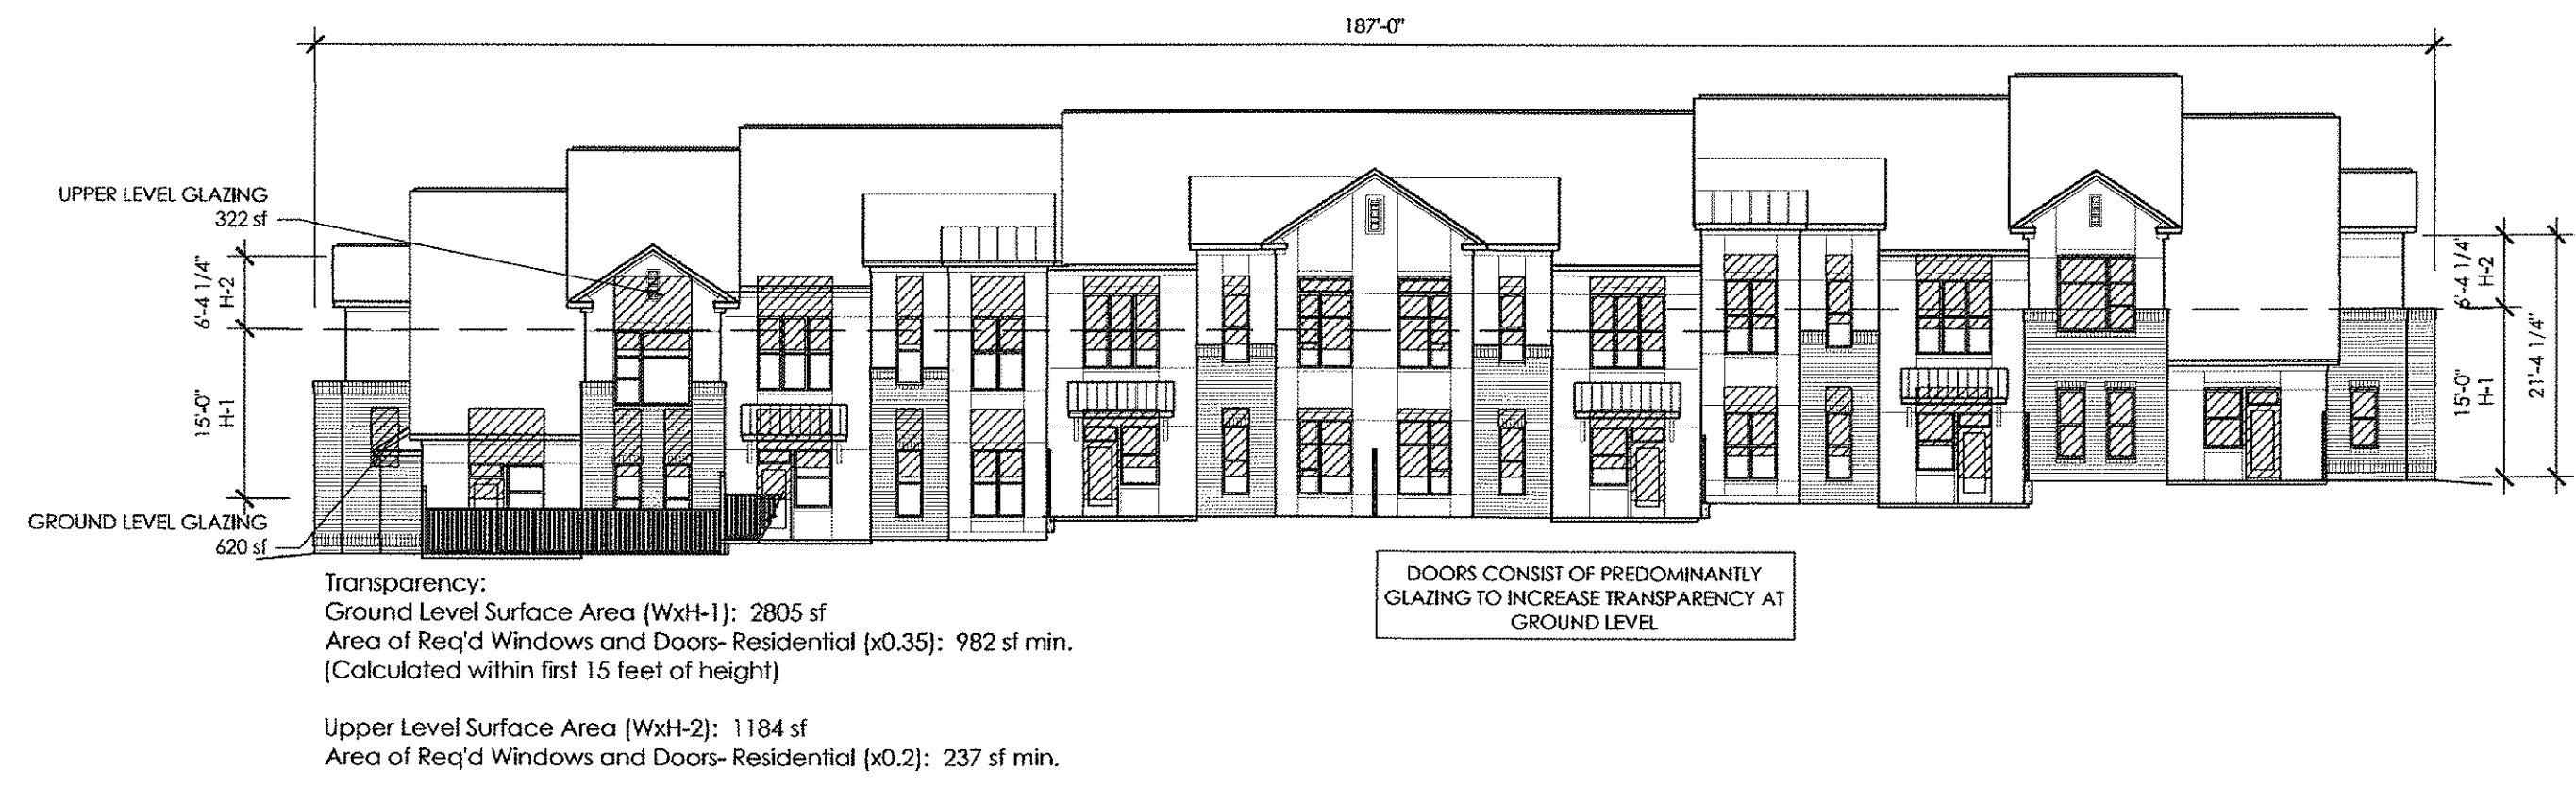 187'-0"
UPPER LEVEL GLAZING
322 sf
6'-4 1/4"
H-2
15'-0"
H-1
GROUND LEVEL GLAZING
620 sf
6'-4 1/4"
H-2
15'-0"
H-1
21'-4 1/4"
Transparency:
Ground Level Surface Area (WxH-1): 2805 sf
Area of Req'd Windows and Doors- Residential (x0.35): 982 sf min.
(Calculated within first 15 feet of height)
Upper Level Surface Area (WxH-2): 1184 sf
Area of Req'd Windows and Doors- Residential (x0.2): 237 sf min.
DOORS CONSIST OF PREDOMINANTLY
GLAZING TO INCREASE TRANSPARENCY AT
GROUND LEVEL